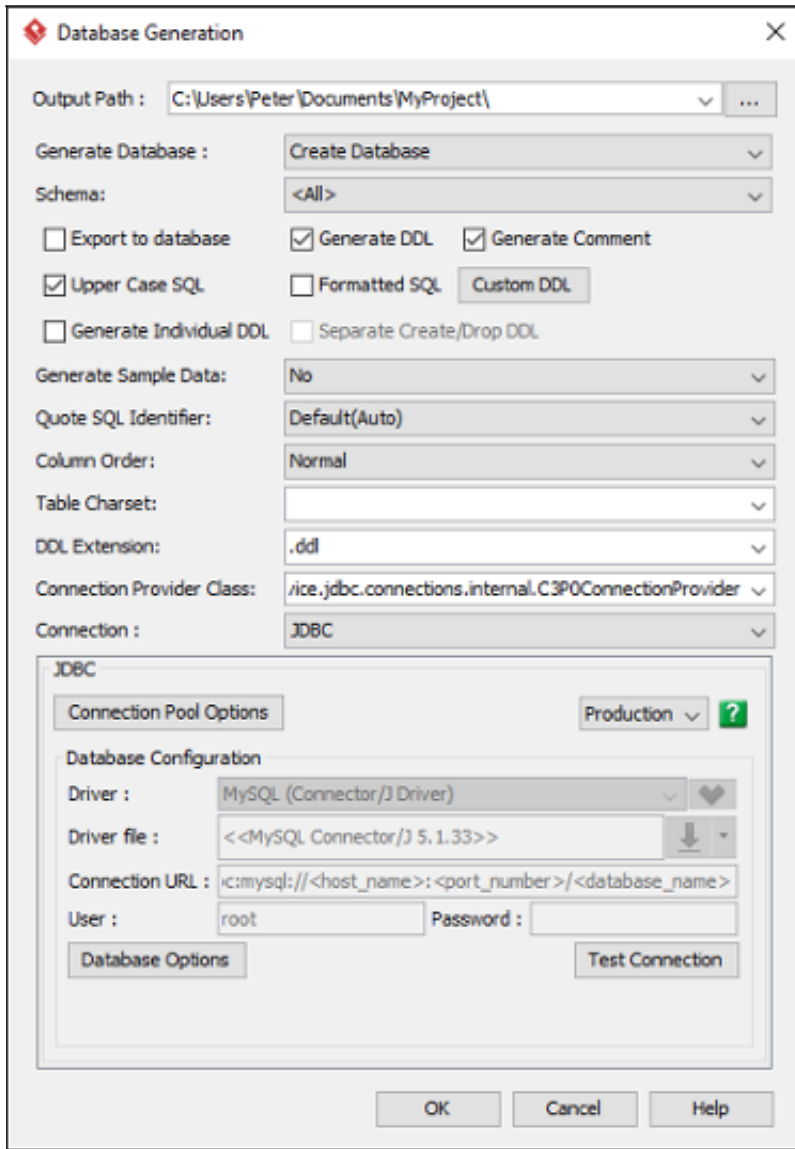 Database Generation
Output Path : C:\Users\Peter\Documents\MyProject\ ...
Generate Database : Create Database
Schema: <All>
Export to database Generate DDL Generate Comment
Upper Case SQL Formatted SQL Custom DDL
Generate Individual DDL Separate Create/Drop DDL
Generate Sample Data: No
Quote SQL Identifier: Default(Auto)
Column Order: Normal
Table Charset:
DDL Extension: .ddl
Connection Provider Class: vice.jdbc.connections.internal.C3P0ConnectionProvider
Connection : JDBC
JDBC
Connection Pool Options Production ?
Database Configuration
Driver : MySQL (Connector/J Driver)
Driver file : <<MySQL Connector/J 5.1.33>>
Connection URL : c:mysql://<host_name>:<port_number>/<database_name>
User : root Password :
Database Options Test Connection
OK Cancel Help